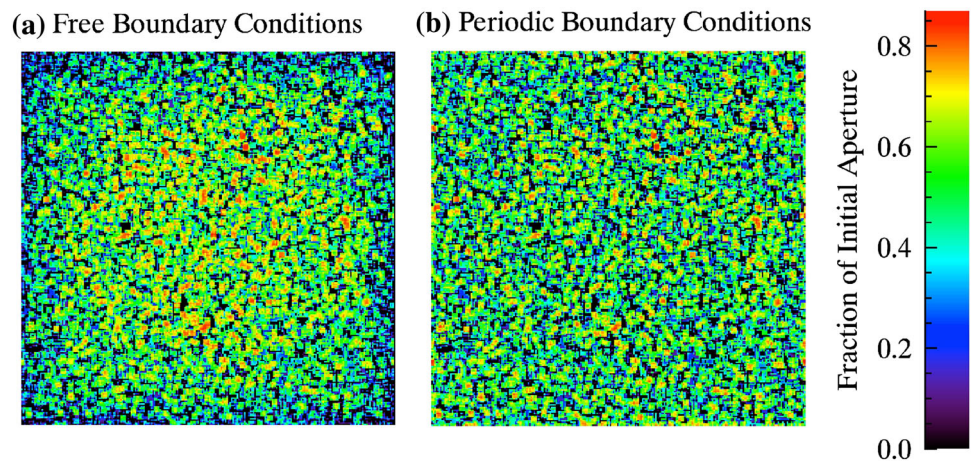 (a) Free Boundary Conditions
(b) Periodic Boundary Conditions
Fraction of Initial Aperture
0.8
0.6
0.4
0.2
0.0